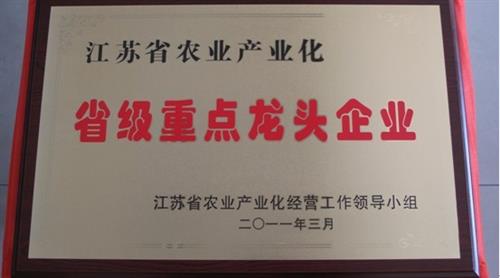 江苏省农业产业化
省级重点龙头企业
江苏省农业产业化经营工作领导小组
二〇一一年三月